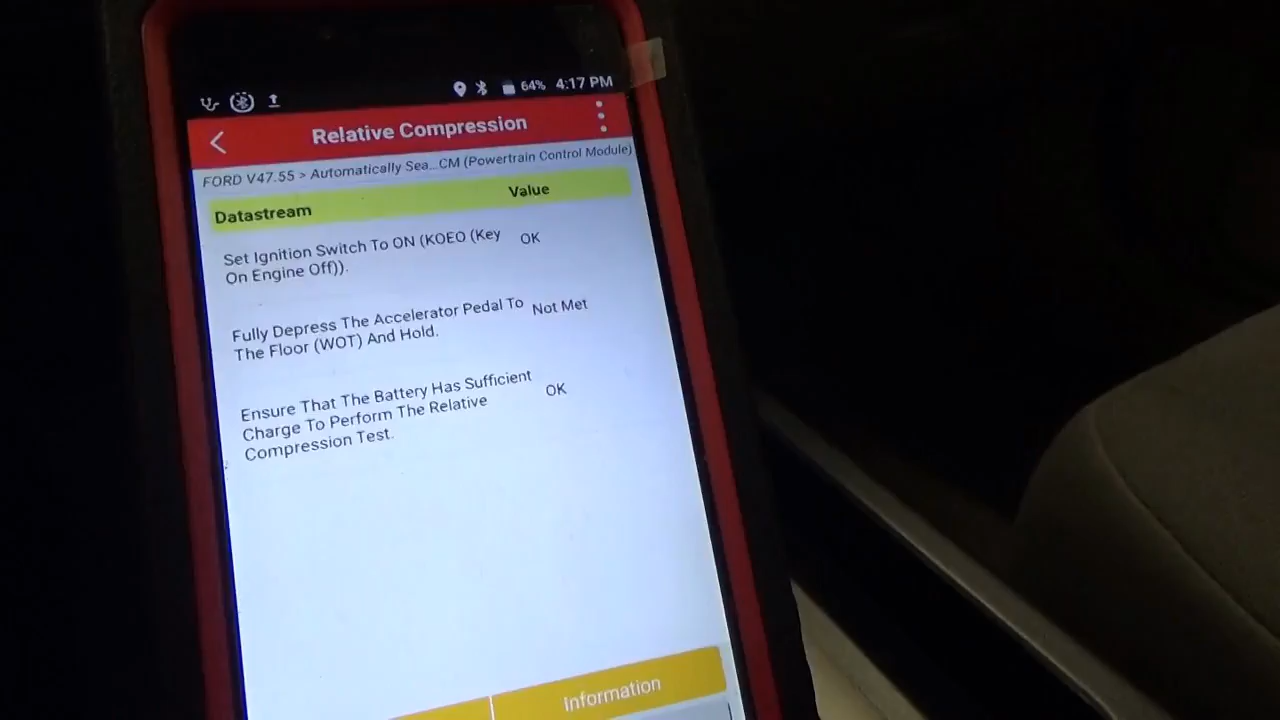 64% 4:17 PM
Relative Compression
FORD V47.55 > Automatically Sea...CM (Powertrain Control Module)
Datastream Value
Set Ignition Switch To ON (KOEO (Key OK
On Engine Off)).
Fully Depress The Accelerator Pedal To Not Met
The Floor (WOT) And Hold.
Ensure That The Battery Has Sufficient OK
Charge To Perform The Relative
Compression Test.
Information